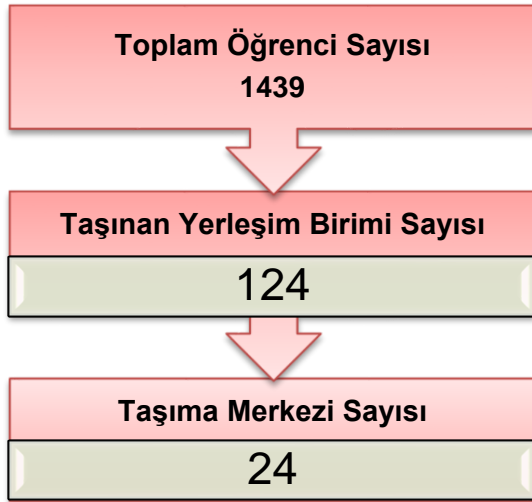 Toplam Öğrenci Sayısı
1439
Taşınan Yerleşim Birimi Sayısı
124
Taşıma Merkezi Sayısı
24